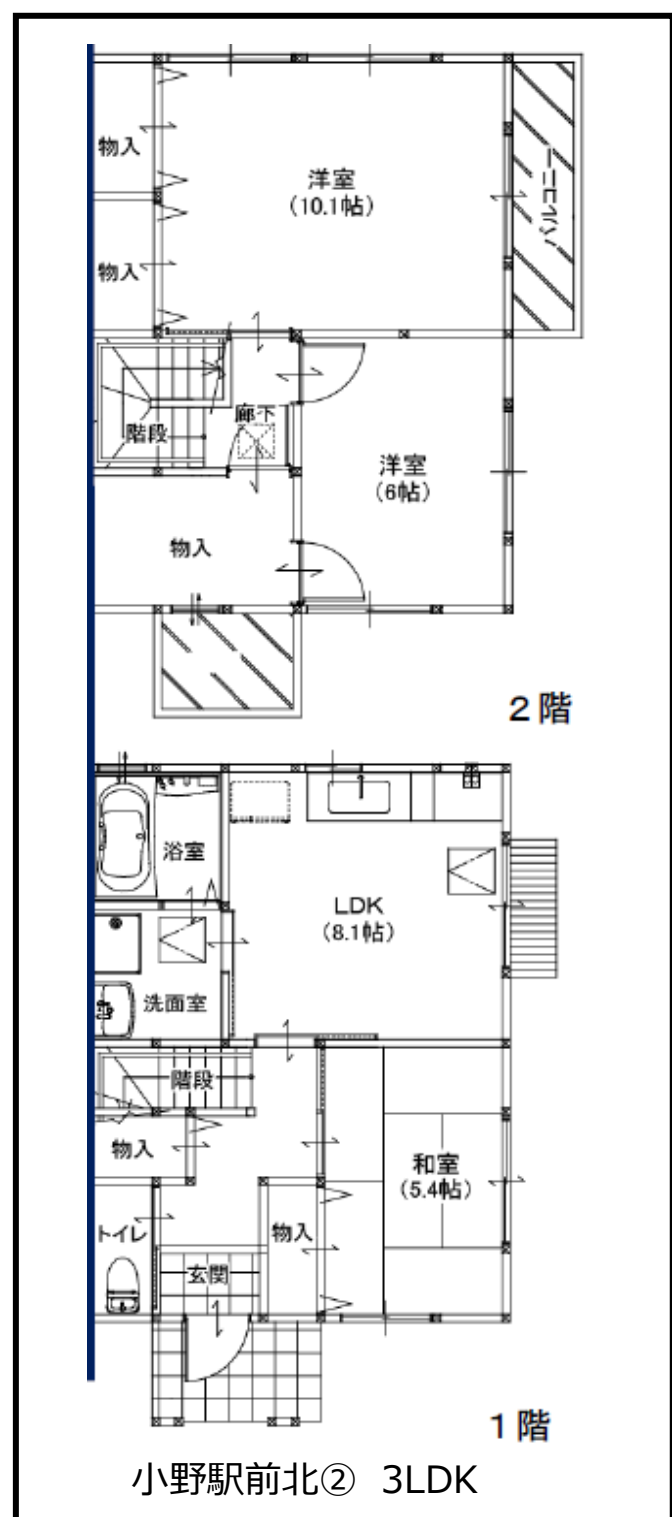 物入
洋室
(10.1帖)
バルコニー
物入
階段
廊下
洋室
(6帖)
物入
2階
浴室
LDK
(8.1帖)
洗面室
階段
物入
和室
(5.4帖)
トイレ
物入
玄関
1階
小野駅前北② 3LDK